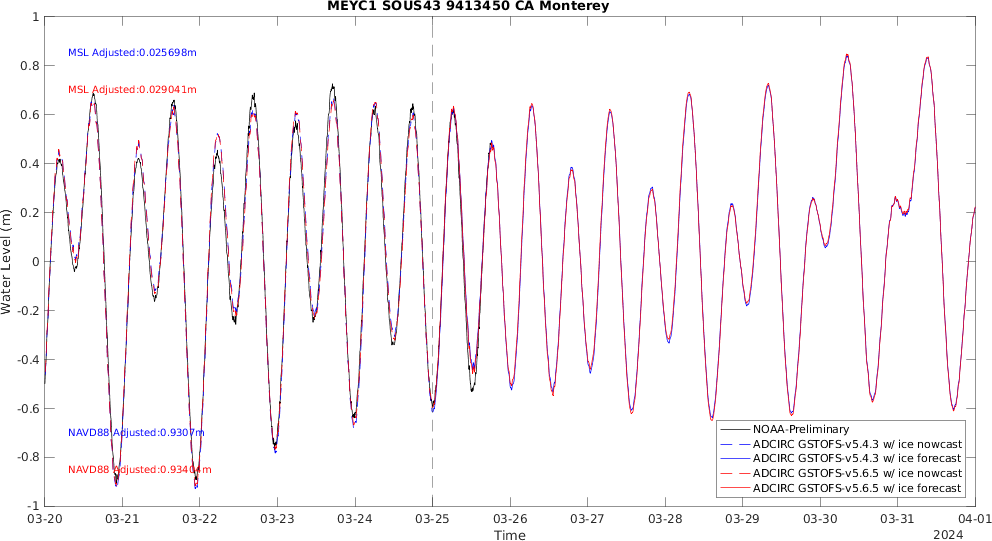 MEYC1 SOUS43 9413450 CA Monterey
1
0.8
0.6
0.4
0.2
0
-0.2
-0.4
-0.6
-0.8
-1
Water Level (m)
MSL Adjusted:0.025698m
MSL Adjusted:0.029041m
NAVD88 Adjusted:0.9307m
NAVD88 Adjusted:0.93404m
NOAA-Preliminary
ADCIRC GSTOFS-v5.4.3 w/ ice nowcast
ADCIRC GSTOFS-v5.4.3 w/ ice forecast
ADCIRC GSTOFS-v5.6.5 w/ ice nowcast
ADCIRC GSTOFS-v5.6.5 w/ ice forecast
03-20 03-21 03-22 03-23 03-24 03-25 03-26 03-27 03-28 03-29 03-30 03-31 04-01
Time
2024